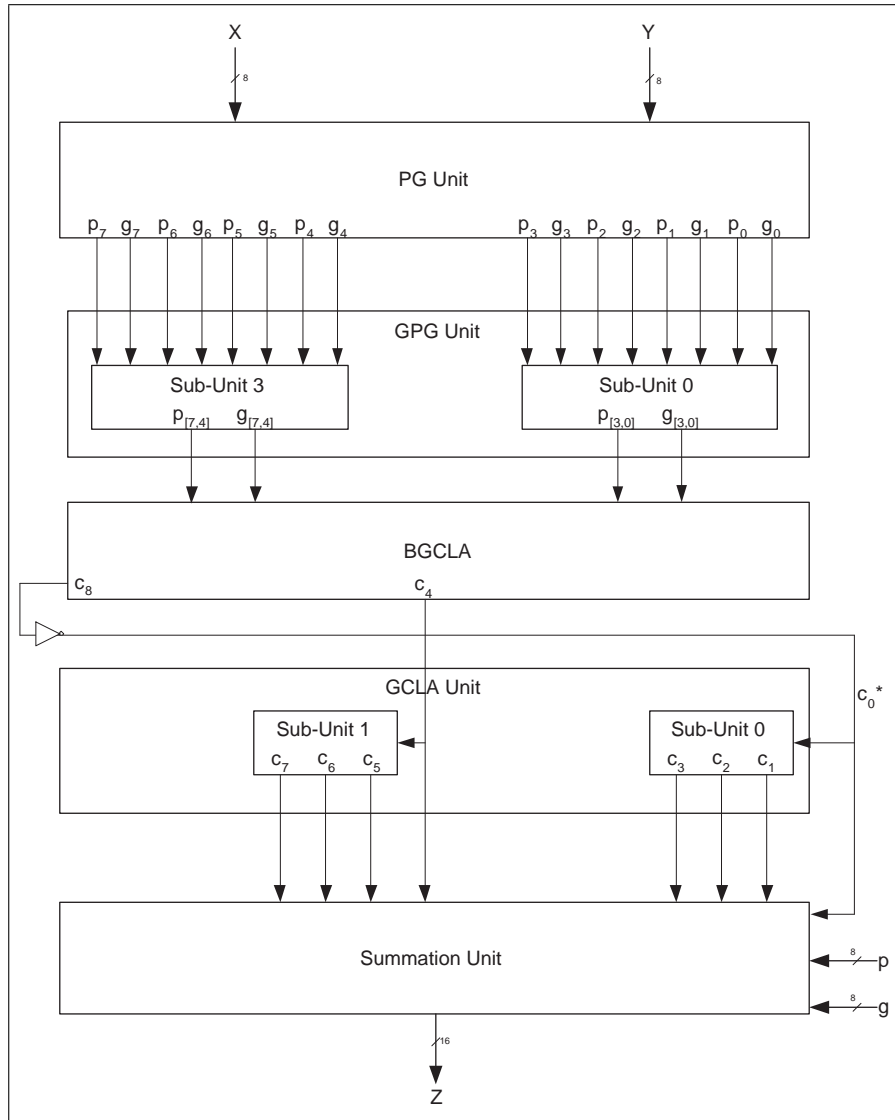 X Y
8 8
PG Unit
p7 g7 p6 g6 p5 g5 p4 g4 p3 g3 p2 g2 p1 g1 p0 g0
GPG Unit
Sub-Unit 3 Sub-Unit 0
p[7,4] g[7,4] p[3,0] g[3,0]
BGCLA
c8 c4
GCLA Unit
c0*
Sub-Unit 1 Sub-Unit 0
c7 c6 c5 c3 c2 c1
Summation Unit
8 p
8 g
16
Z